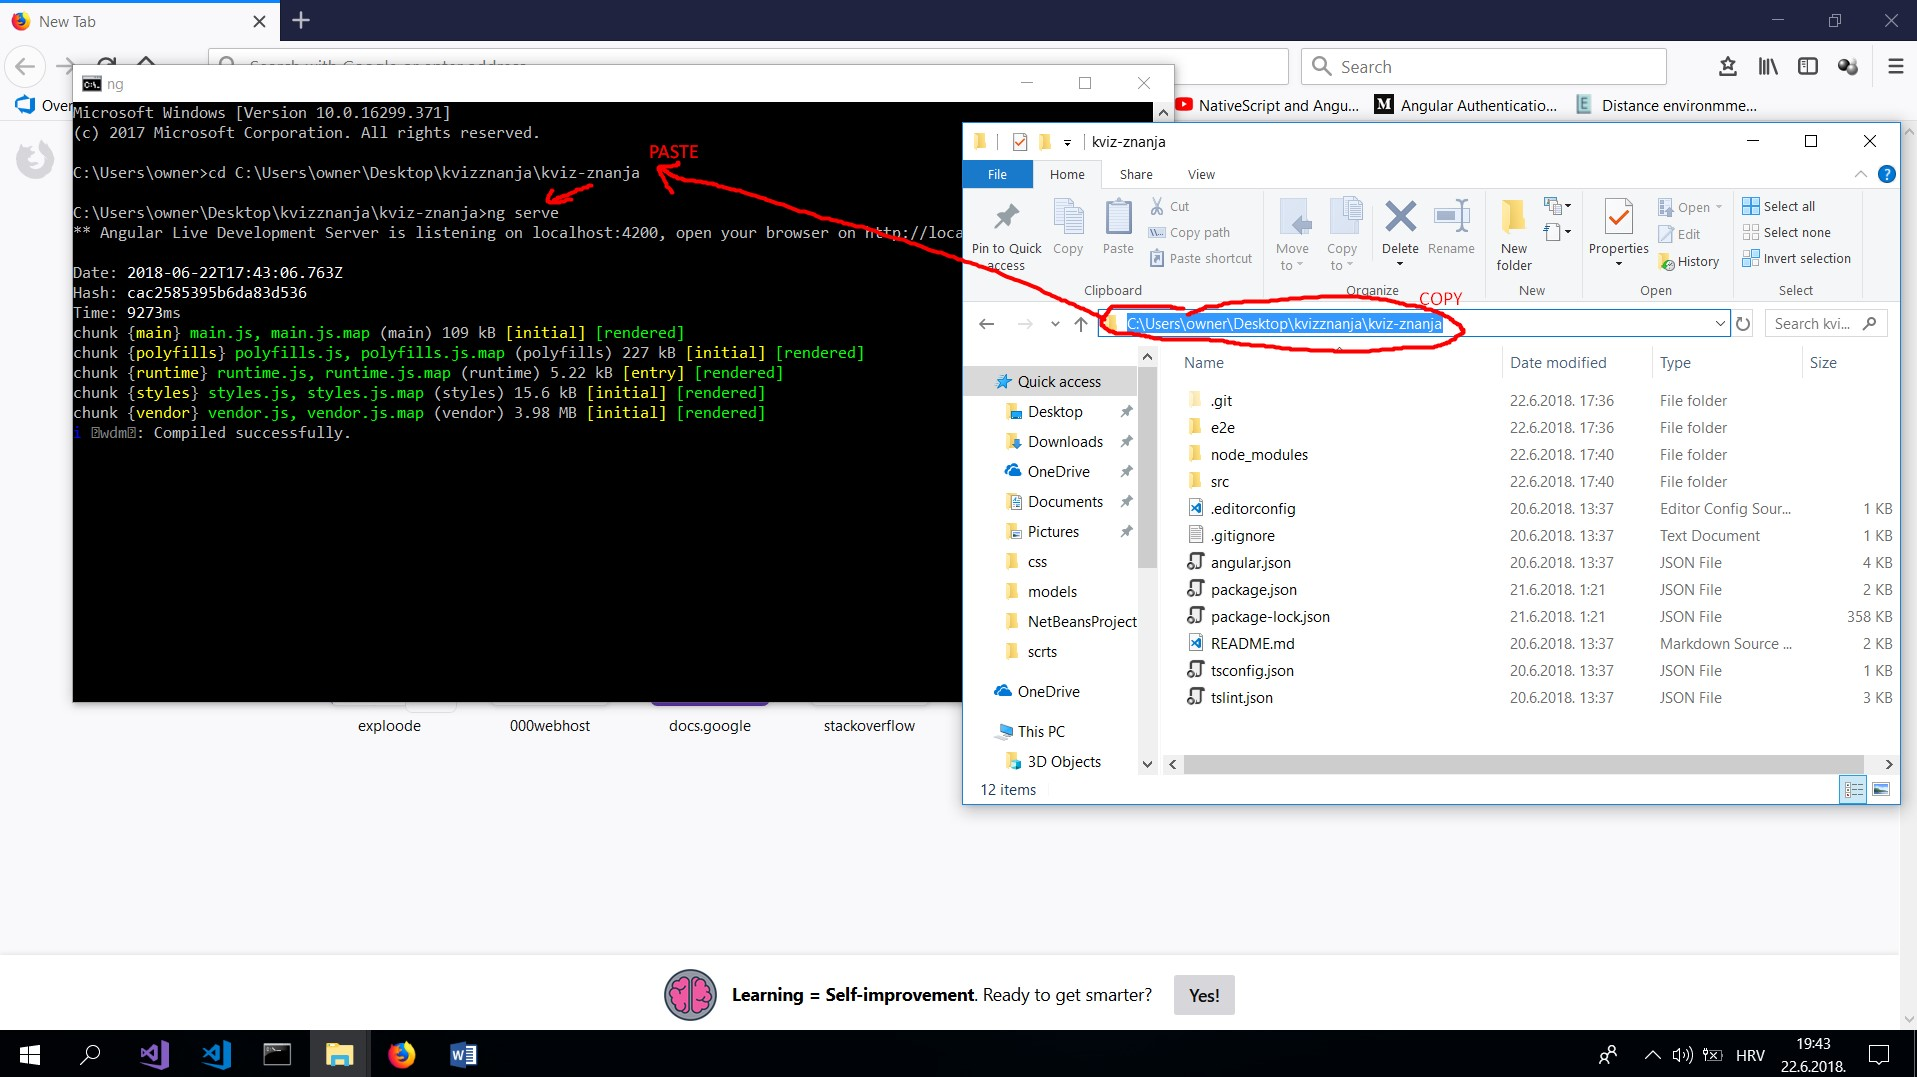 New Tab
Search with Google or enter address
Search
Over
NativeScript and Angu...
Angular Authenticatio...
Distance environmme...
ng
Microsoft Windows [Version 10.0.16299.371]
(c) 2017 Microsoft Corporation. All rights reserved.
PASTE
C:\Users\owner>cd C:\Users\owner\Desktop\kvizznanja\kviz-znanja
C:\Users\owner\Desktop\kvizznanja\kviz-znanja>ng serve
** Angular Live Development Server is listening on localhost:4200, open your browser on http://loca
Date: 2018-06-22T17:43:06.763Z
Hash: cac2585395b6da83d536
Time: 9273ms
chunk {main} main.js, main.js.map (main) 109 kB [initial] [rendered]
chunk {polyfills} polyfills.js, polyfills.js.map (polyfills) 227 kB [initial] [rendered]
chunk {runtime} runtime.js, runtime.js.map (runtime) 5.22 kB [entry] [rendered]
chunk {styles} styles.js, styles.js.map (styles) 15.6 kB [initial] [rendered]
chunk {vendor} vendor.js, vendor.js.map (vendor) 3.98 MB [initial] [rendered]
i wdm: Compiled successfully.
kviz-znanja
File Home Share View
Pin to Quick access
Copy
Paste
Cut
Copy path
Paste shortcut
Clipboard
Move to
Copy to
Delete
Rename
Organize
New folder
New
Properties
Open
Edit
History
Open
Select all
Select none
Invert selection
Select
COPY
C:\Users\owner\Desktop\kvizznanja\kviz-znanja
Search kvi...
Quick access
Desktop
Downloads
OneDrive
Documents
Pictures
css
models
NetBeansProject
scrts
OneDrive
This PC
3D Objects
Name Date modified Type Size
.git 22.6.2018. 17:36 File folder
e2e 22.6.2018. 17:36 File folder
node_modules 22.6.2018. 17:40 File folder
src 22.6.2018. 17:40 File folder
.editorconfig 20.6.2018. 13:37 Editor Config Sour... 1 KB
.gitignore 20.6.2018. 13:37 Text Document 1 KB
angular.json 20.6.2018. 13:37 JSON File 4 KB
package.json 21.6.2018. 1:21 JSON File 2 KB
package-lock.json 21.6.2018. 1:21 JSON File 358 KB
README.md 20.6.2018. 13:37 Markdown Source ... 2 KB
tsconfig.json 20.6.2018. 13:37 JSON File 1 KB
tslint.json 20.6.2018. 13:37 JSON File 3 KB
12 items
exploode
000webhost
docs.google
stackoverflow
Learning = Self-improvement. Ready to get smarter?
Yes!
HRV
19:43
22.6.2018.